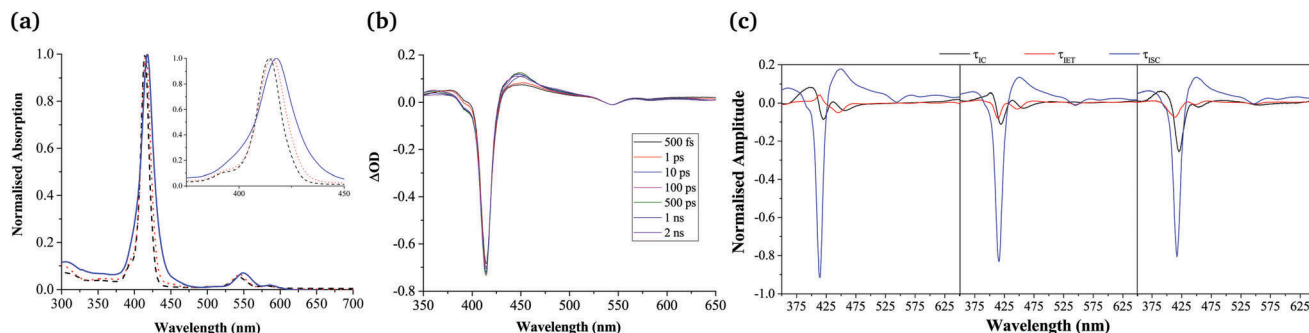 (a)
1.0
0.8
0.6
0.4
0.2
0.0
Normalised Absorption
300 350 400 450 500 550 600 650 700
Wavelength (nm)
1.0
0.8
0.6
0.4
0.2
0.0
400 450
(b)
0.2
0.0
-0.2
-0.4
-0.6
-0.8
ΔOD
500 fs
1 ps
10 ps
100 ps
500 ps
1 ns
2 ns
350 400 450 500 550 600 650
Wavelength (nm)
(c)
τIC τIET τISC
0.2
0.0
-0.2
-0.4
-0.6
-0.8
-1.0
Normalised Amplitude
375 425 475 525 575 625 375 425 475 525 575 625 375 425 475 525 575 625
Wavelength (nm)